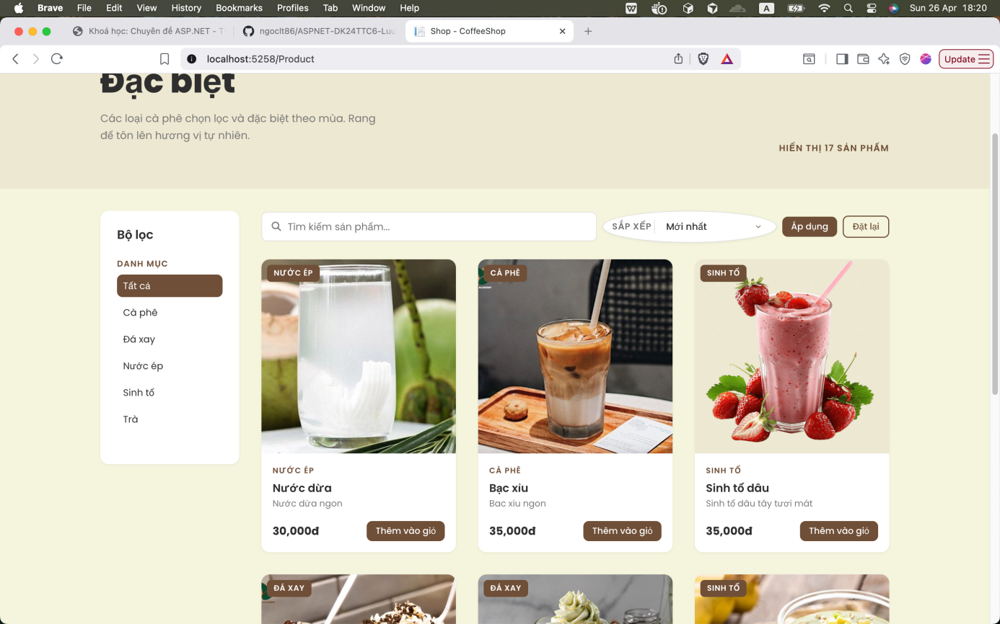 Brave File Edit View History Bookmarks Profiles Tab Window Help
A
Sun 26 Apr 18:20
Khoá học: Chuyên đề ASP.NET - T
ngoclt86/ASPNET-DK24TTC6-Luu
Shop - CoffeeShop
localhost:5258/Product
Update
Đặc biệt
Các loại cà phê chọn lọc và đặc biệt theo mùa. Rang
để tôn lên hương vị tự nhiên.
HIỂN THỊ 17 SẢN PHẨM
Bộ lọc
DANH MỤC
Tất cả
Cà phê
Đá xay
Nước ép
Sinh tố
Trà
Tìm kiếm sản phẩm...
SẮP XẾP
Mới nhất
Áp dụng
Đặt lại
NƯỚC ÉP
NƯỚC ÉP
Nước dừa
Nước dừa ngon
30,000đ
Thêm vào giỏ
CÀ PHÊ
ACADEMY
CÀ PHÊ
Bạc xỉu
Bac xiu ngon
35,000đ
Thêm vào giỏ
SINH TỐ
SINH TỐ
Sinh tố dâu
Sinh tố dâu tây tươi mát
35,000đ
Thêm vào giỏ
ĐÁ XAY
ĐÁ XAY
SINH TỐ